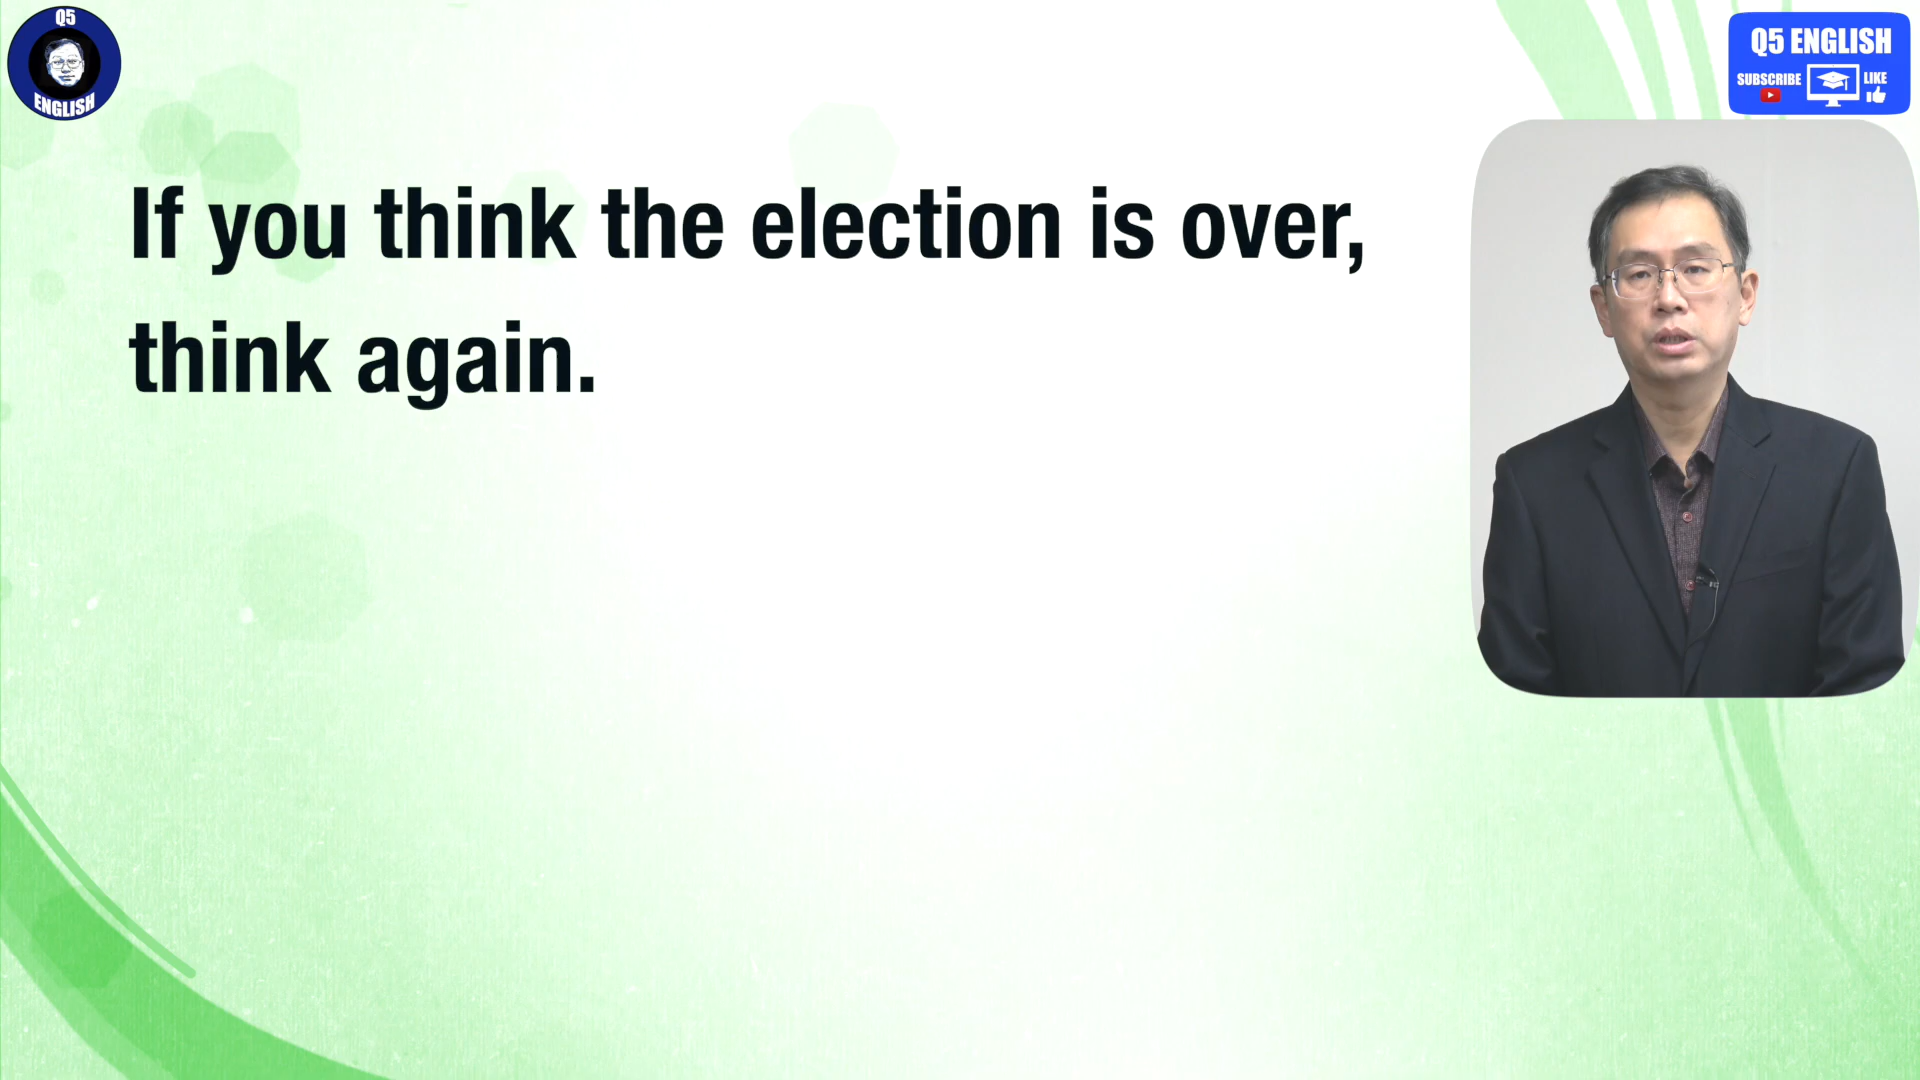 Q5
ENGLISH
Q5 ENGLISH
SUBSCRIBE
LIKE
If you think the election is over,
think again.